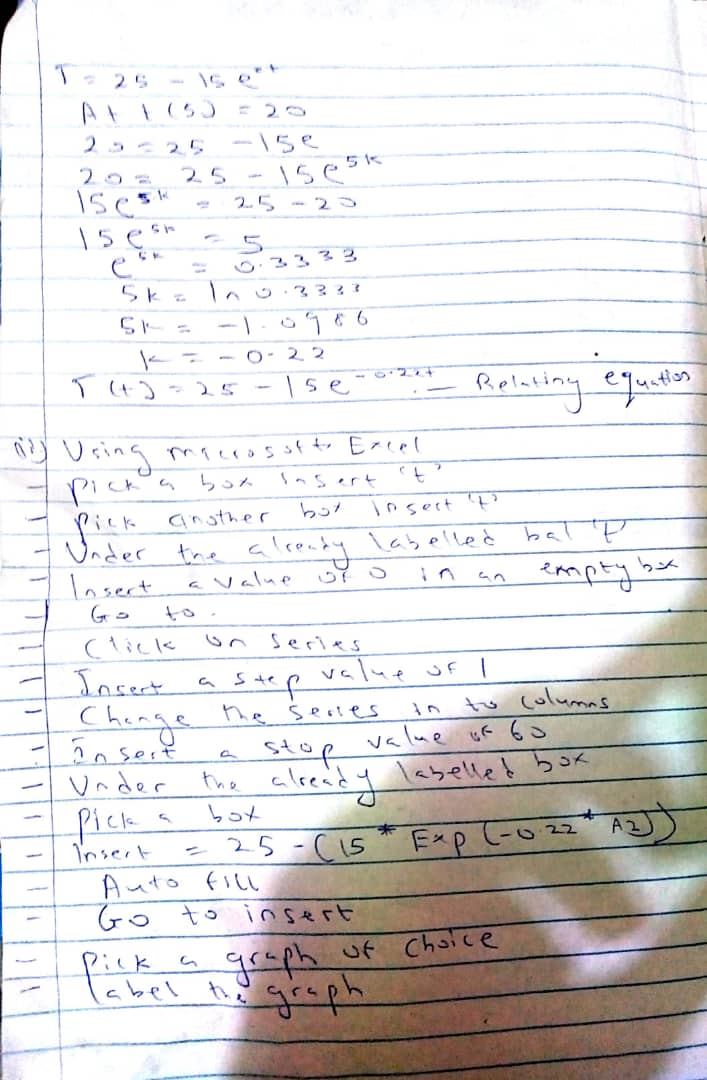 T = 25 - 15 e^kt
At t(5) = 20
20 = 25 - 15e
20 = 25 - 15e^5k
15e^5k = 25 - 20
15e^5k = 5
e^5k = 0.3333
5k = ln 0.3333
5k = -1.0986
k = -0.22
T(t) = 25 - 15e^-0.22t — Relating equation
(ii) Using microsoft Excel
- Pick a box insert 't'
- Pick another box insert 'T'
- Under the already labelled bal 't'
- Insert a value of 0 in an empty box
- Go to.
- Click on series
- Insert a step value of 1
- Change the series in to columns
- Insert a stop value of 60
- Under the already labelled box
- Pick a box
- Insert = 25 - (15 * Exp (-0.22 * A2))
- Auto fill
- Go to insert
- Pick a graph of choice
- label the graph